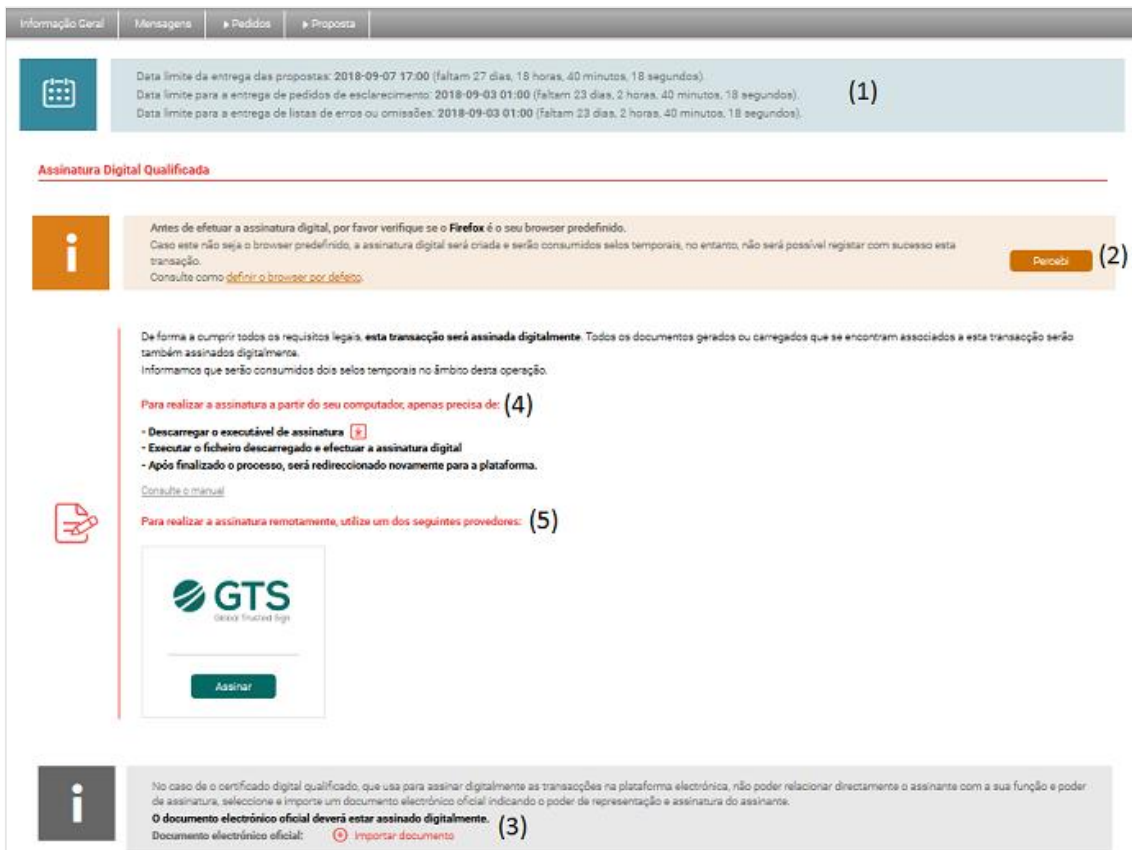 Informação Geral
Mensagens
Pedidos
Proposta
Data limite da entrega das propostas: 2018-09-07 17:00 (faltam 27 dias, 18 horas, 40 minutos, 18 segundos).
Data limite para a entrega de pedidos de esclarecimento: 2018-09-03 01:00 (faltam 23 dias, 2 horas, 40 minutos, 18 segundos).
Data limite para a entrega de listas de erros ou omissões: 2018-09-03 01:00 (faltam 23 dias, 2 horas, 40 minutos, 18 segundos).
(1)
Assinatura Digital Qualificada
Antes de efetuar a assinatura digital, por favor verifique se o Firefox é o seu browser predefinido.
Caso este não seja o browser predefinido, a assinatura digital será criada e serão consumidos selos temporais, no entanto, não será possível registar com sucesso esta
transação.
Consulte como definir o browser por defeito.
Percebi
(2)
De forma a cumprir todos os requisitos legais, esta transacção será assinada digitalmente. Todos os documentos gerados ou carregados que se encontram associados a esta transacção serão
também assinados digitalmente.
Informamos que serão consumidos dois selos temporais no âmbito desta operação.
Para realizar a assinatura a partir do seu computador, apenas precisa de: (4)
- Descarregar o executável de assinatura
- Executar o ficheiro descarregado e efectuar a assinatura digital
- Após finalizado o processo, será redireccionado novamente para a plataforma.
Consulte o manual
Para realizar a assinatura remotamente, utilize um dos seguintes provedores: (5)
GTS
Global Trusted Sign
Assinar
No caso de o certificado digital qualificado, que usa para assinar digitalmente as transacções na plataforma electrónica, não poder relacionar directamente o assinante com a sua função e poder
de assinatura, seleccione e importe um documento electrónico oficial indicando o poder de representação e assinatura do assinante.
O documento electrónico oficial deverá estar assinado digitalmente.
Documento electrónico oficial: Importar documento (3)